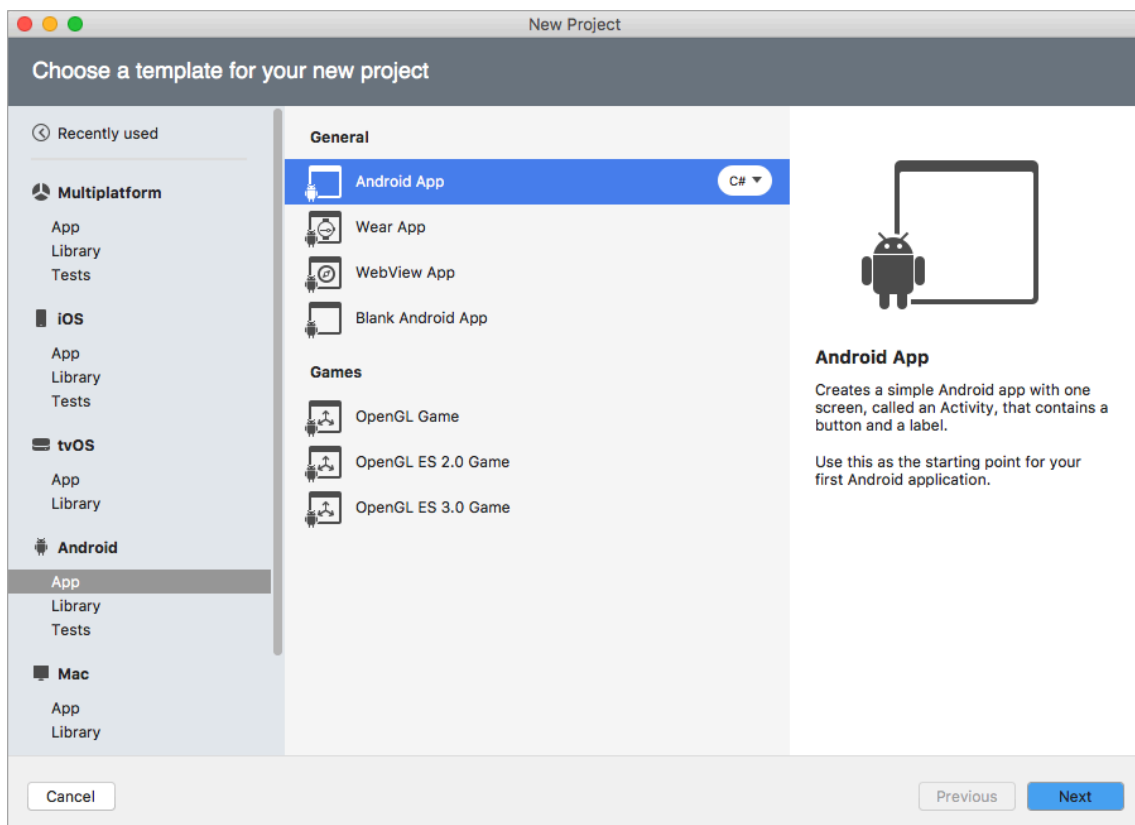 New Project
Choose a template for your new project
Recently used
Multiplatform
App
Library
Tests
iOS
App
Library
Tests
tvOS
App
Library
Android
App
Library
Tests
Mac
App
Library
General
Android App
C#
Wear App
WebView App
Blank Android App
Games
OpenGL Game
OpenGL ES 2.0 Game
OpenGL ES 3.0 Game
Android App
Creates a simple Android app with one
screen, called an Activity, that contains a
button and a label.
Use this as the starting point for your
first Android application.
Cancel
Previous
Next